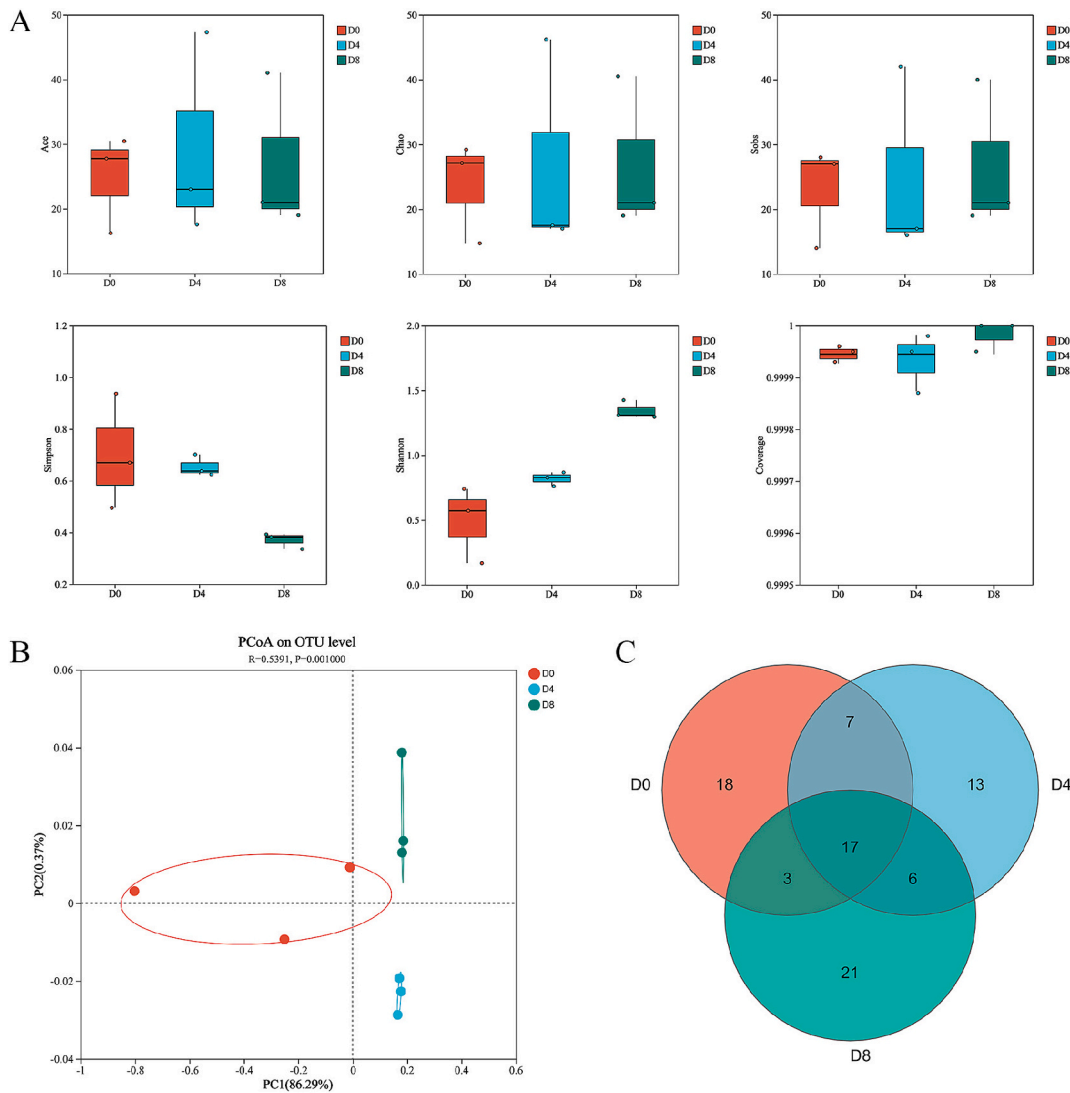 A
D0
D4
D8
50
40
30
20
10
Ace
D0
D4
D8
D0
D4
D8
50
40
30
20
10
Chao
D0
D4
D8
D0
D4
D8
50
40
30
20
10
Sobs
D0
D4
D8
D0
D4
D8
1.2
1.0
0.8
0.6
0.4
0.2
Simpson
D0
D4
D8
D0
D4
D8
2.0
1.5
1.0
0.5
0.0
Shannon
D0
D4
D8
D0
D4
D8
1
0.9999
0.9998
0.9997
0.9996
0.9995
Coverage
D0
D4
D8
B
PCoA on OTU level
R=0.5391, P=0.001000
D0
D4
D8
0.06
0.04
0.02
0
-0.02
-0.04
PC2(0.37%)
-1 -0.8 -0.6 -0.4 -0.2 0 0.2 0.4 0.6
PC1(86.29%)
C
7
D0 18 13 D4
17
3 6
21
D8